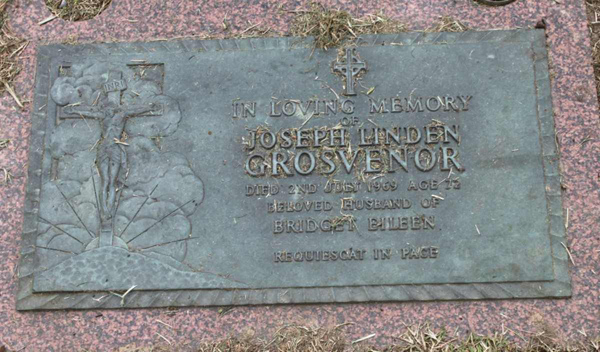 INRI
IN LOVING MEMORY
OF
JOSEPH LINDEN
GROSVENOR
DIED 2ND JULY 1969 AGE 72
BELOVED HUSBAND OF
BRIDGET EILEEN
REQUIESCAT IN PACE